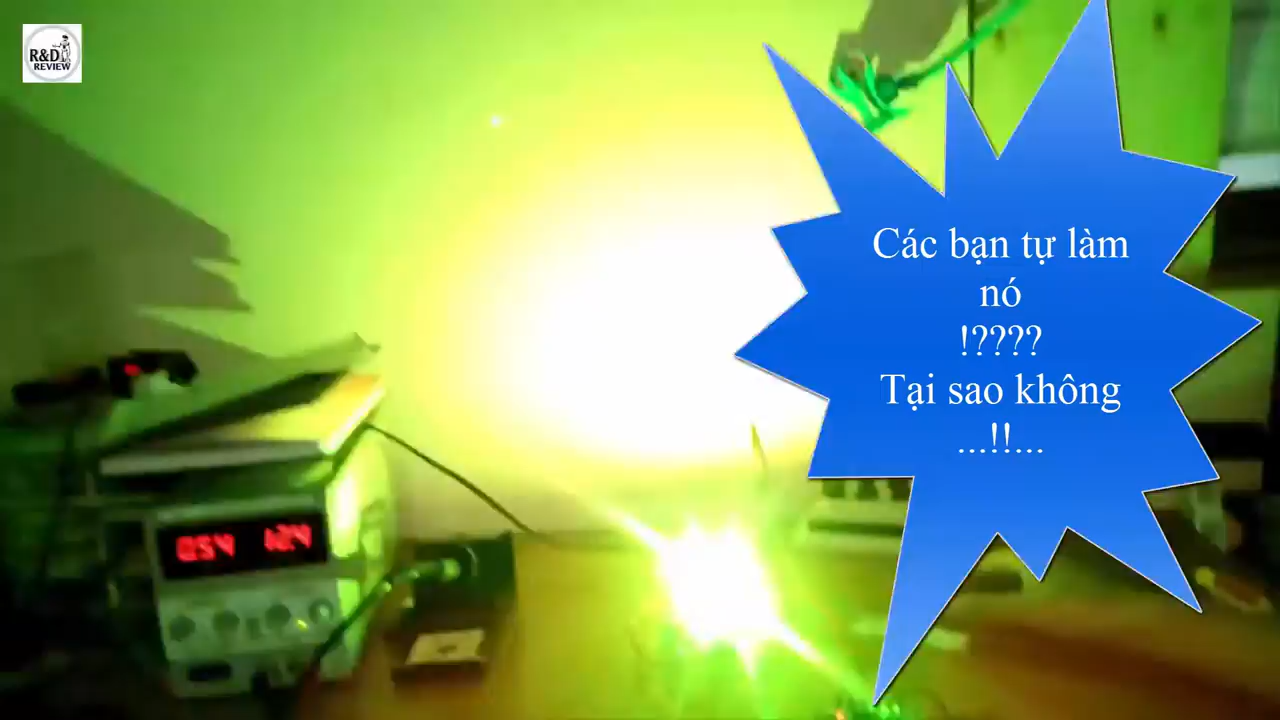 R&D
REVIEW
Các bạn tự làm
nó
!????
Tại sao không
...!!...